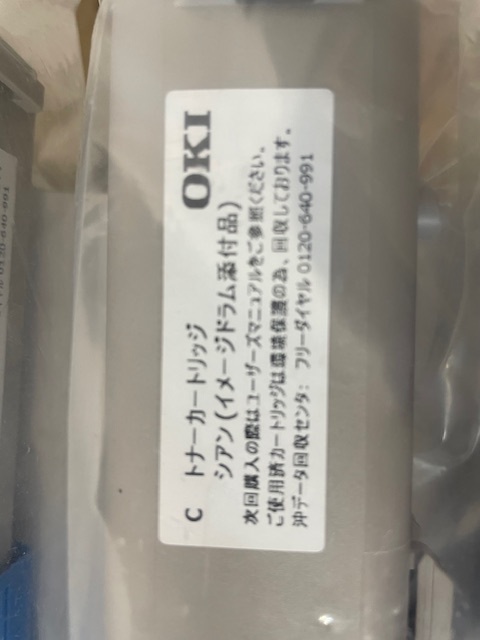 OKI
C トナーカートリッジ
シアン(イメージドラム添付品)
次回購入の際はユーザーズマニュアルをご参照ください。
ご使用済カートリッジは環境保護の為、回収しております。
沖データ回収センタ: フリーダイヤル 0120-640-991